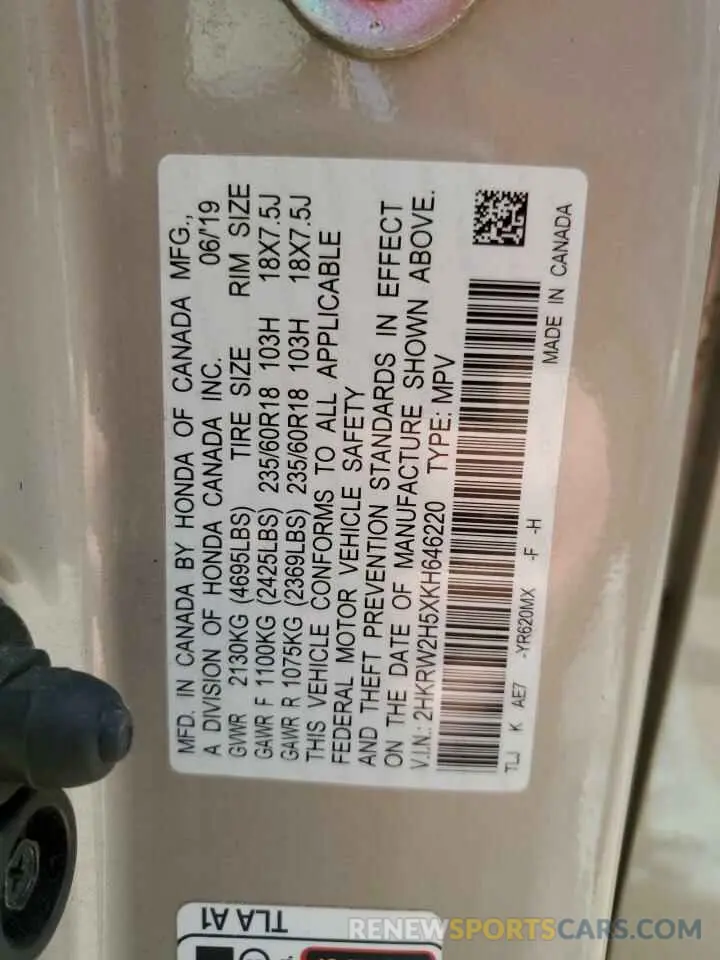 MFD. IN CANADA BY HONDA OF CANADA MFG.,
A DIVISION OF HONDA CANADA INC. 06/'19
GVWR 2130KG (4695LBS) TIRE SIZE RIM SIZE
GAWR F 1100KG (2425LBS) 235/60R18 103H 18X7.5J
GAWR R 1075KG (2369LBS) 235/60R18 103H 18X7.5J
THIS VEHICLE CONFORMS TO ALL APPLICABLE
FEDERAL MOTOR VEHICLE SAFETY
AND THEFT PREVENTION STANDARDS IN EFFECT
ON THE DATE OF MANUFACTURE SHOWN ABOVE.
V.I.N.: 2HKRW2H5XKH646220 TYPE: MPV
TLJ K AE7 -YR620MX -F -H MADE IN CANADA
TLA A1
RENEWSPORTSCARS.COM